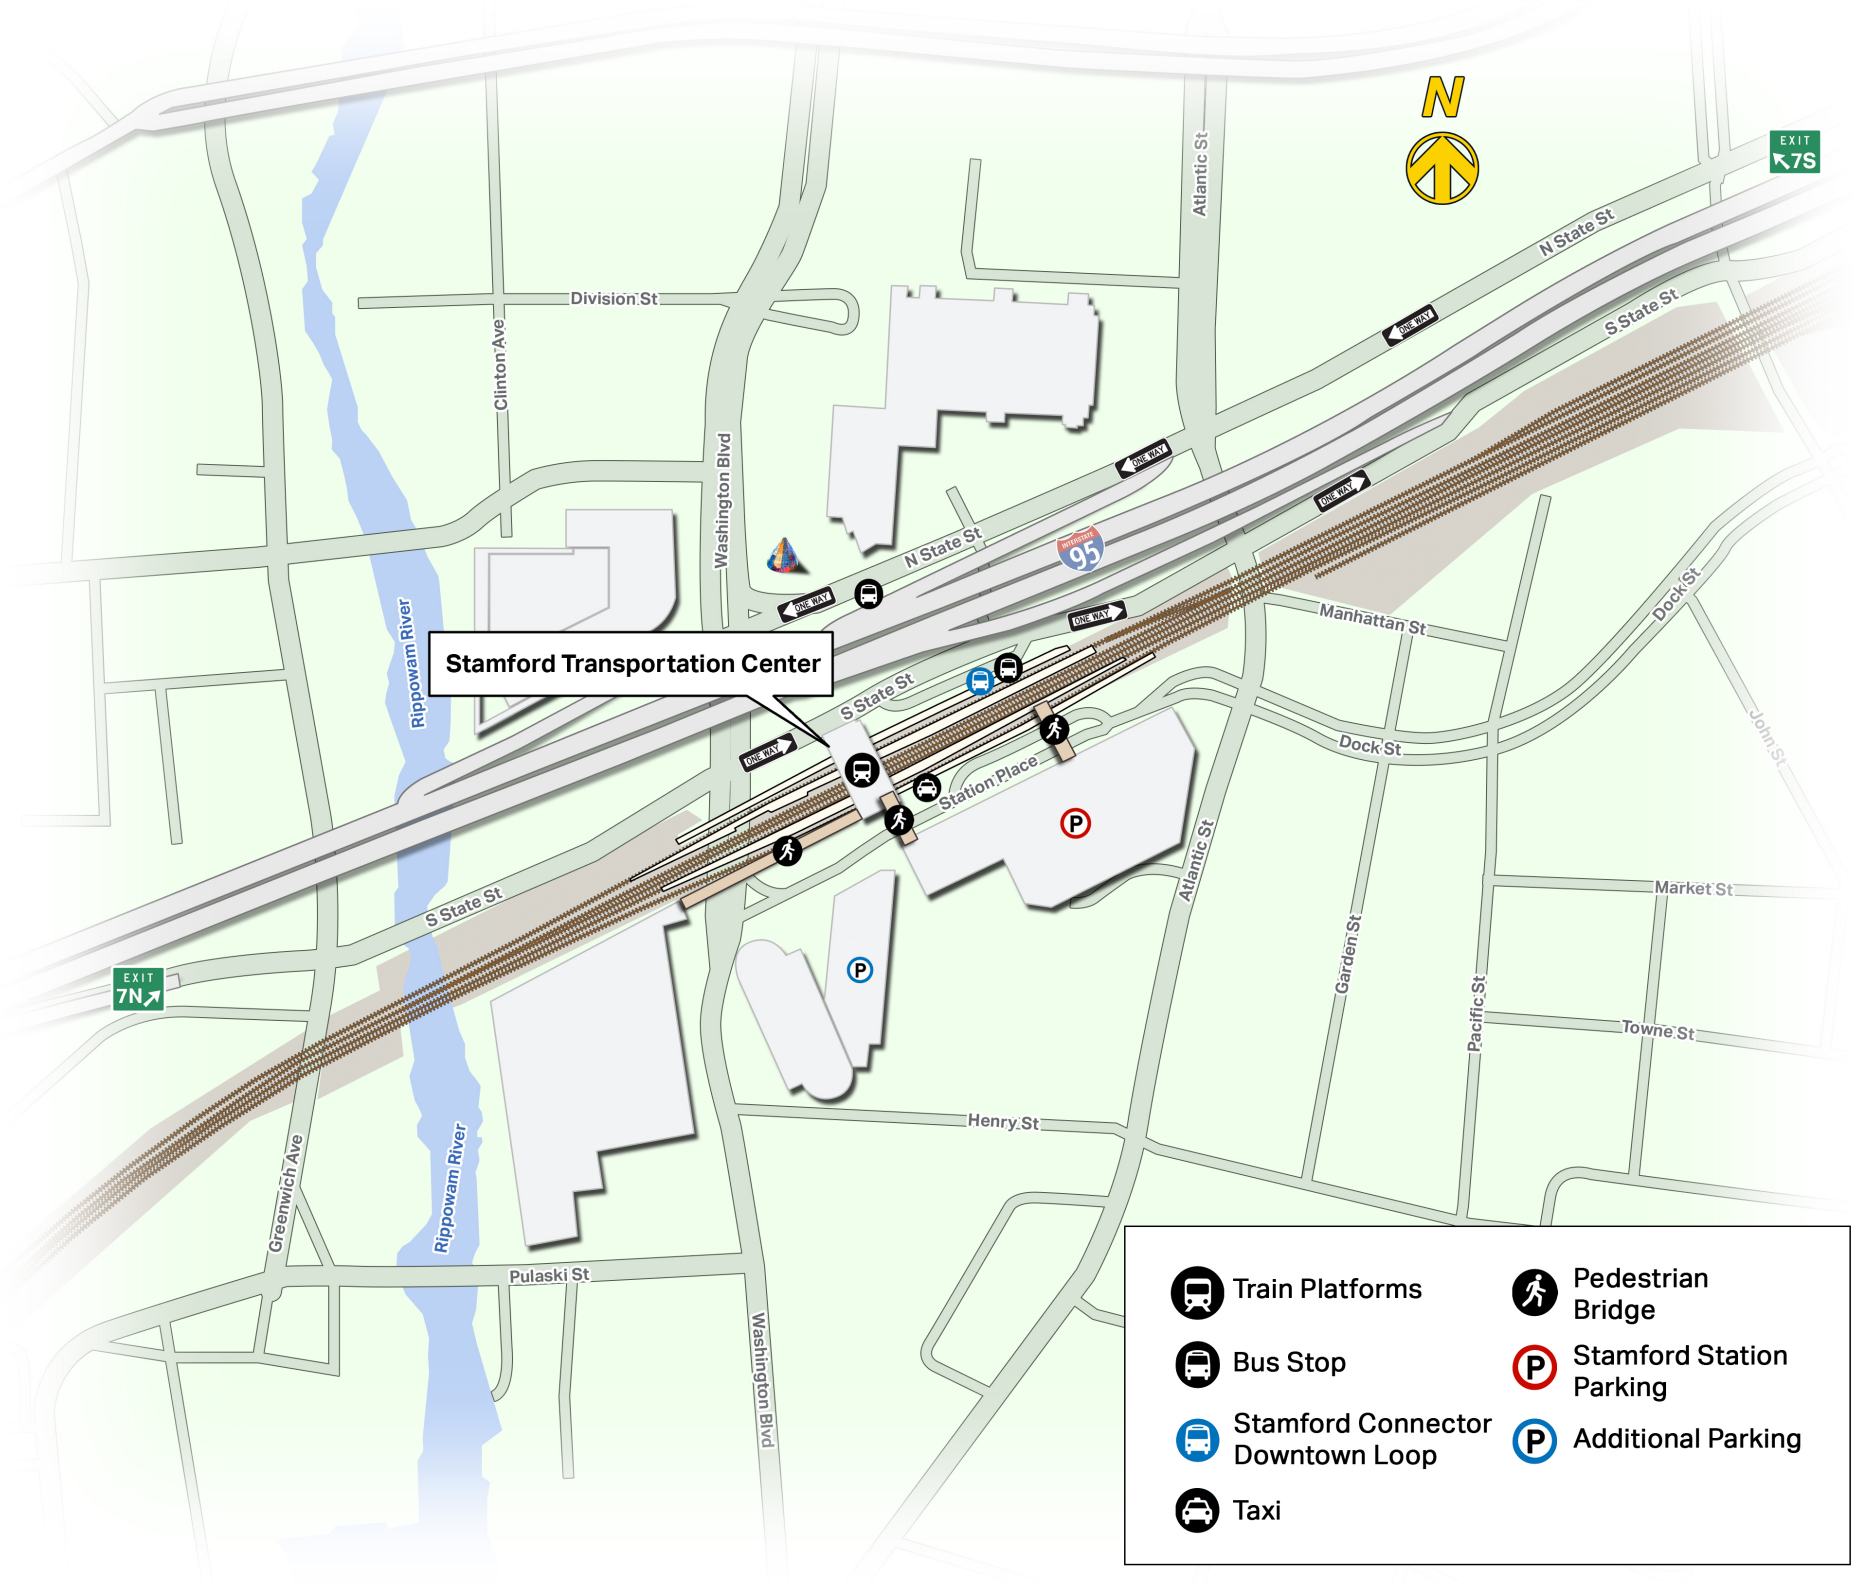 N
EXIT
7S
Atlantic St
N State St
S State St
Division St
Clinton Ave
ONE WAY
ONE WAY
ONE WAY
Washington Blvd
N State St
INTERSTATE
95
ONE WAY
ONE WAY
Manhattan St
Dock St
Rippowam River
Stamford Transportation Center
S State St
ONE WAY
John St
Dock St
Station Place
P
Atlantic St
Market St
S State St
EXIT
7N
P
Garden St
Pacific St
Towne St
Henry St
Greenwich Ave
Rippowam River
Pulaski St
Washington Blvd
Train Platforms
Bus Stop
Stamford Connector
Downtown Loop
Taxi
Pedestrian
Bridge
P
Stamford Station
Parking
P
Additional Parking